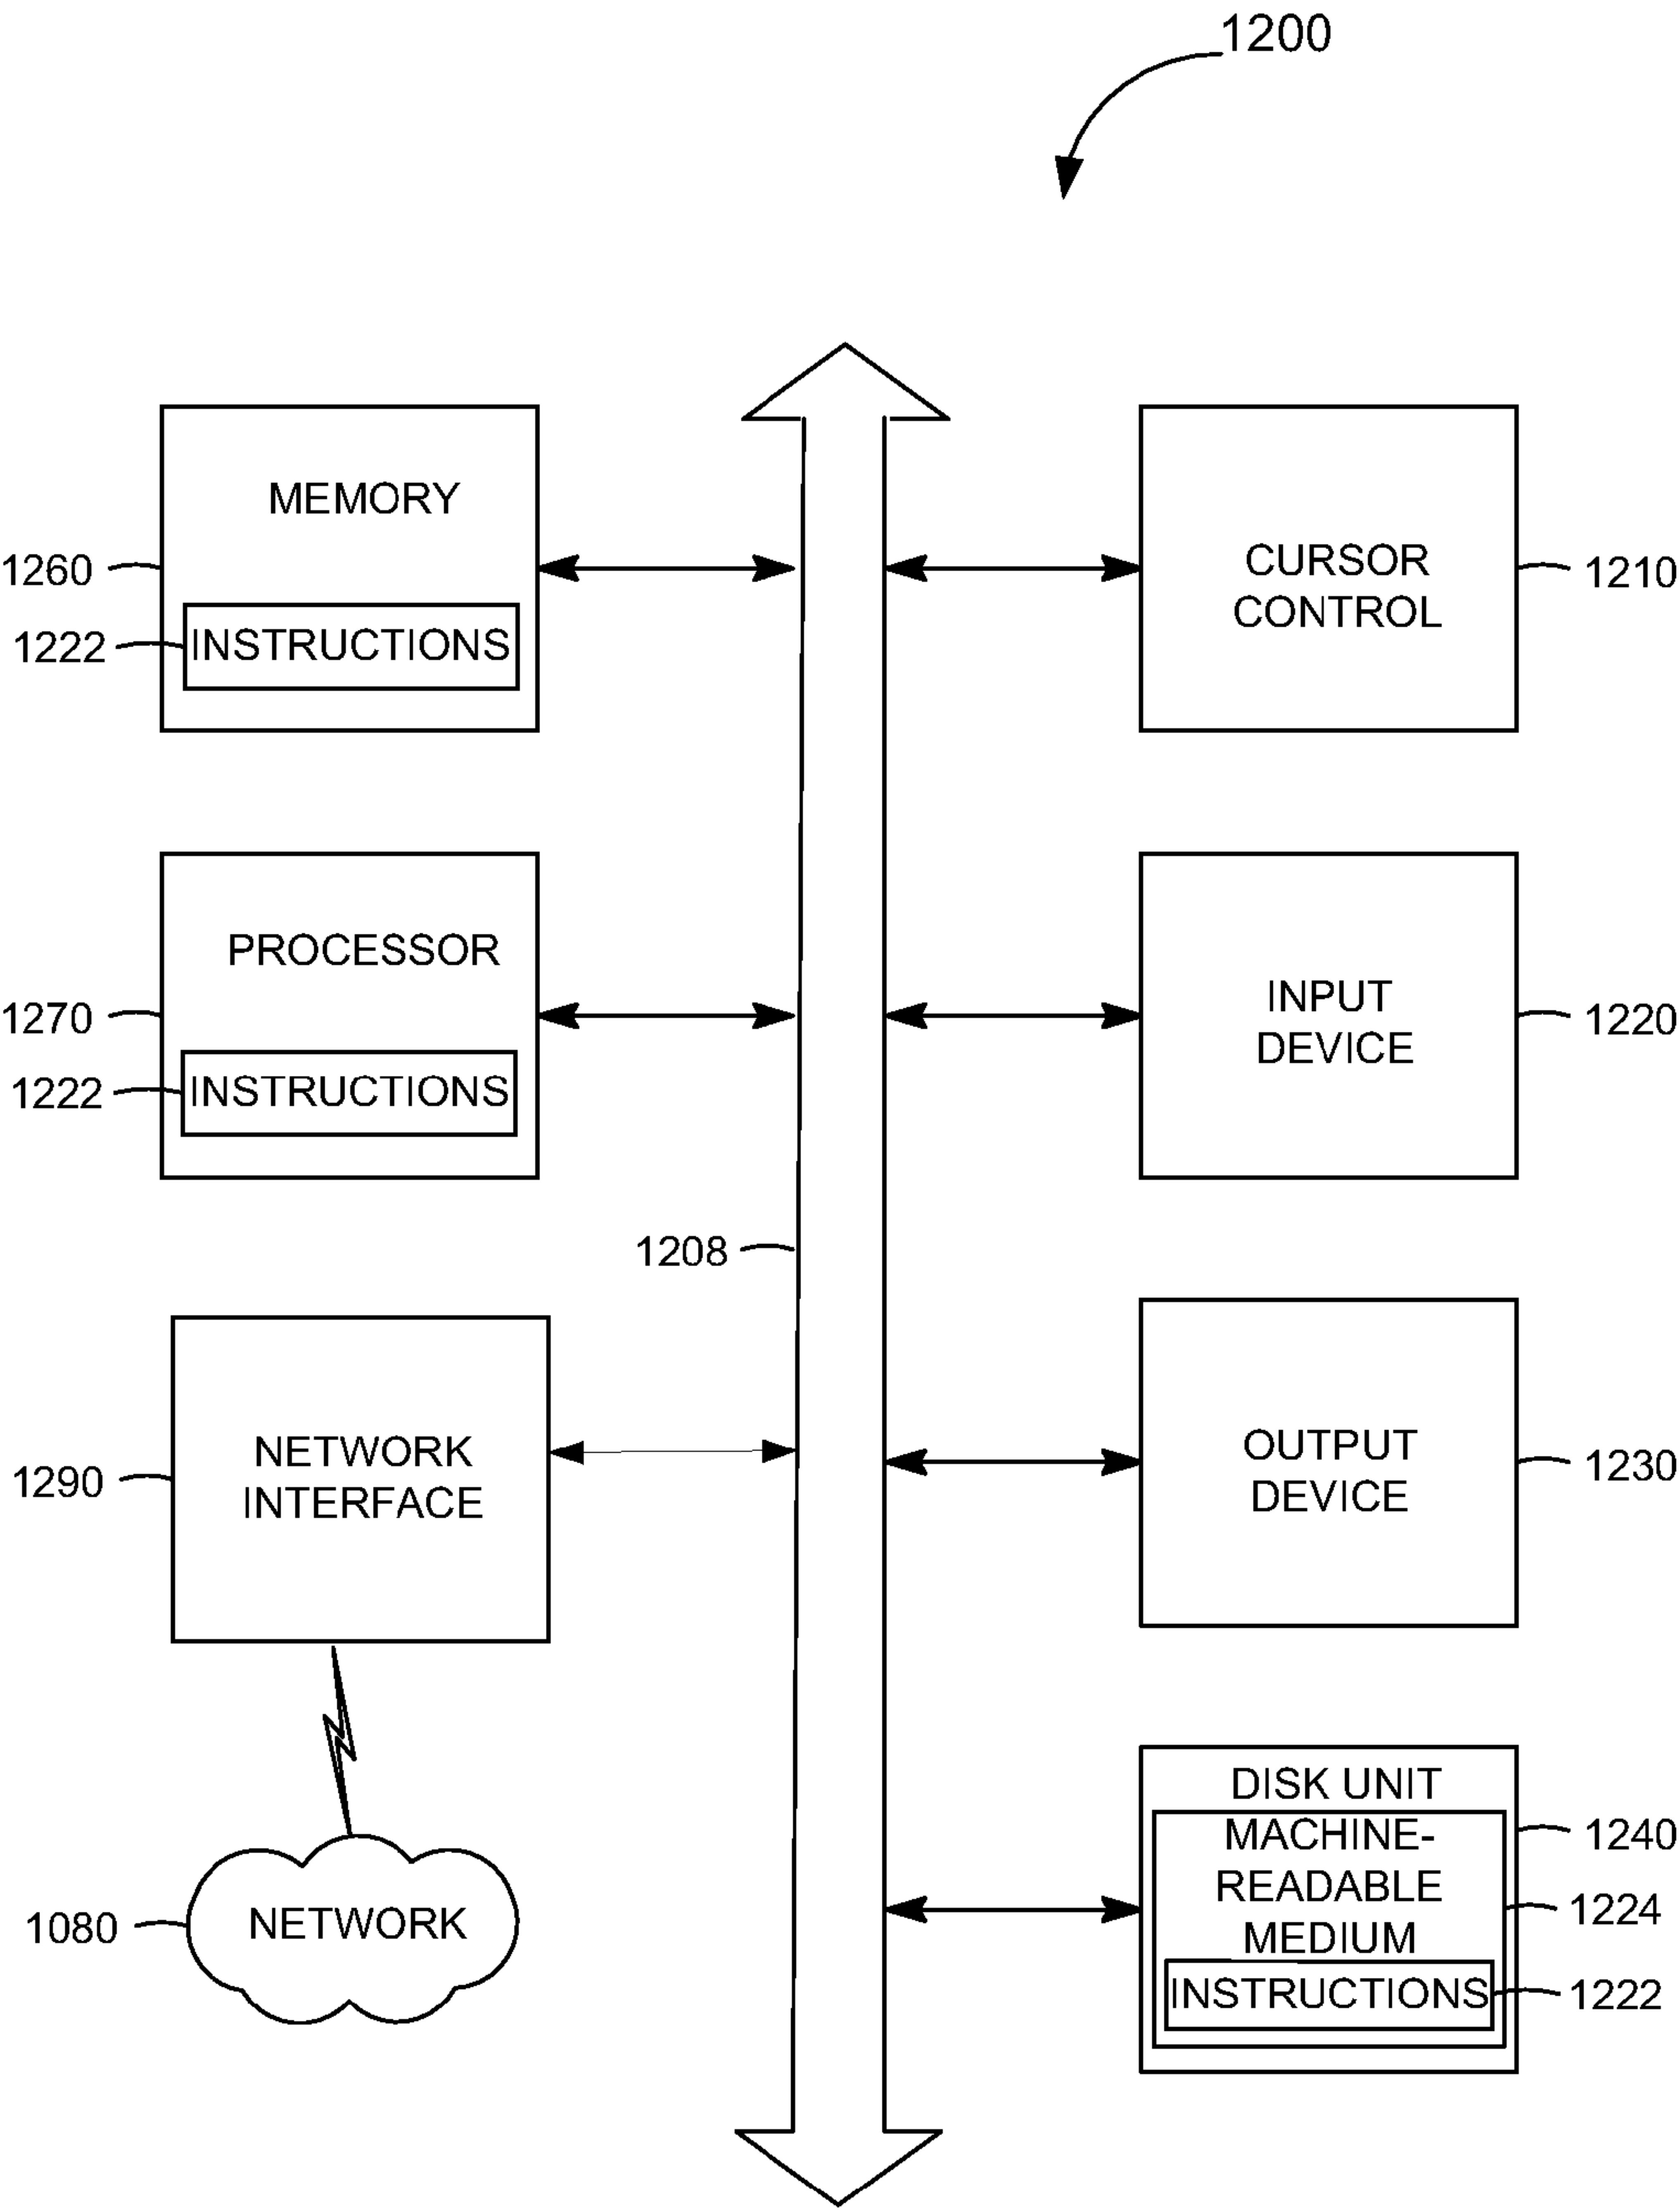 1200
MEMORY
1260
1222
INSTRUCTIONS
CURSOR
CONTROL
1210
PROCESSOR
1270
1222
INSTRUCTIONS
INPUT
DEVICE
1220
1208
NETWORK
INTERFACE
1290
OUTPUT
DEVICE
1230
DISK UNIT
MACHINE-
READABLE
MEDIUM
INSTRUCTIONS
1240
1224
1222
1080
NETWORK